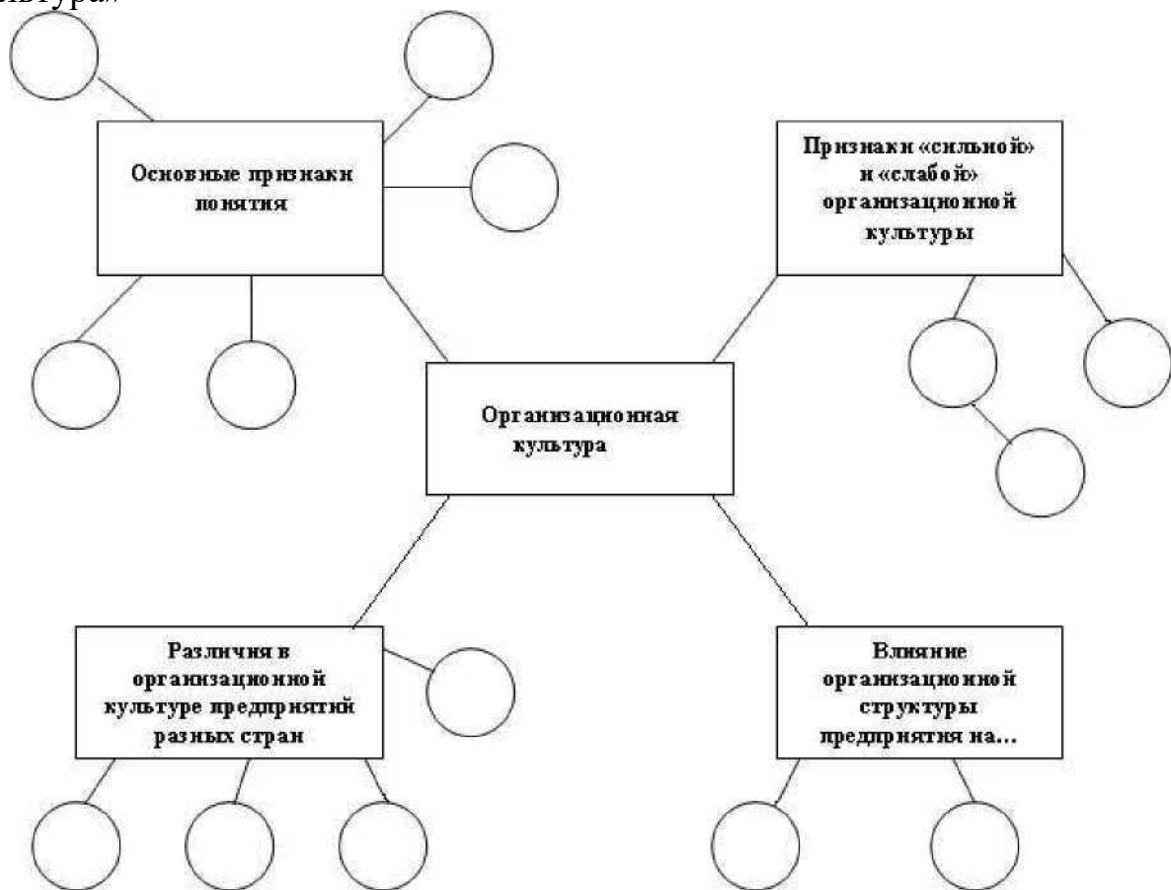 льтура»
Основные признаки
понятия
Признаки «сильной»
и «слабой»
организационной
культуры
Организационная
культура
Различия в
организационной
культуре предприятий
разных стран
Влияние
организационной
структуры
предприятия на...